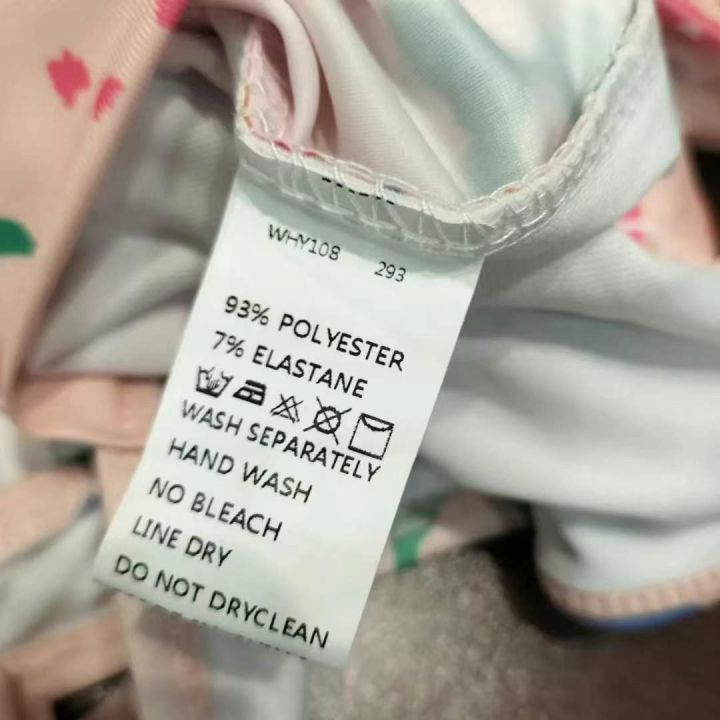 WHY108 293
93% POLYESTER
7% ELASTANE
WASH SEPARATELY
HAND WASH
NO BLEACH
LINE DRY
DO NOT DRYCLEAN